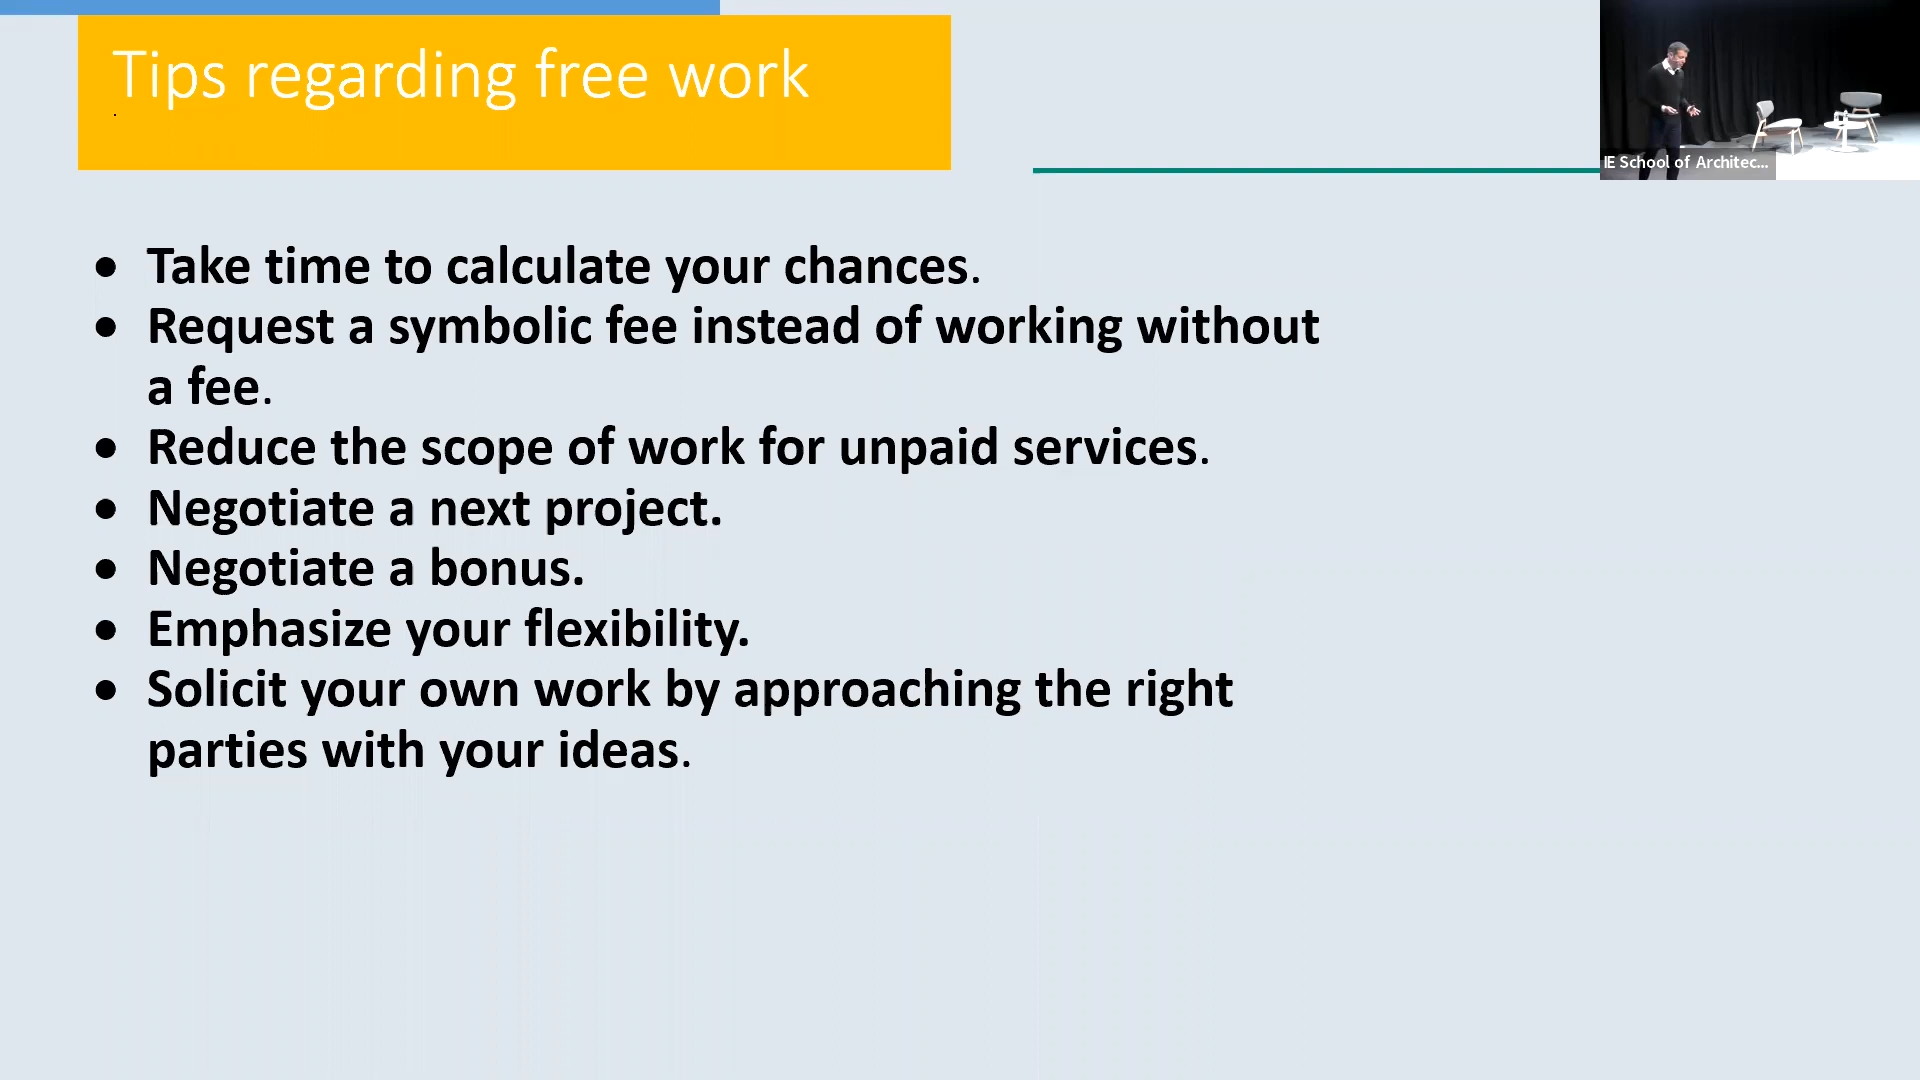 Tips regarding free work
.
IE School of Architec...
• Take time to calculate your chances.
• Request a symbolic fee instead of working without
a fee.
• Reduce the scope of work for unpaid services.
• Negotiate a next project.
• Negotiate a bonus.
• Emphasize your flexibility.
• Solicit your own work by approaching the right
parties with your ideas.